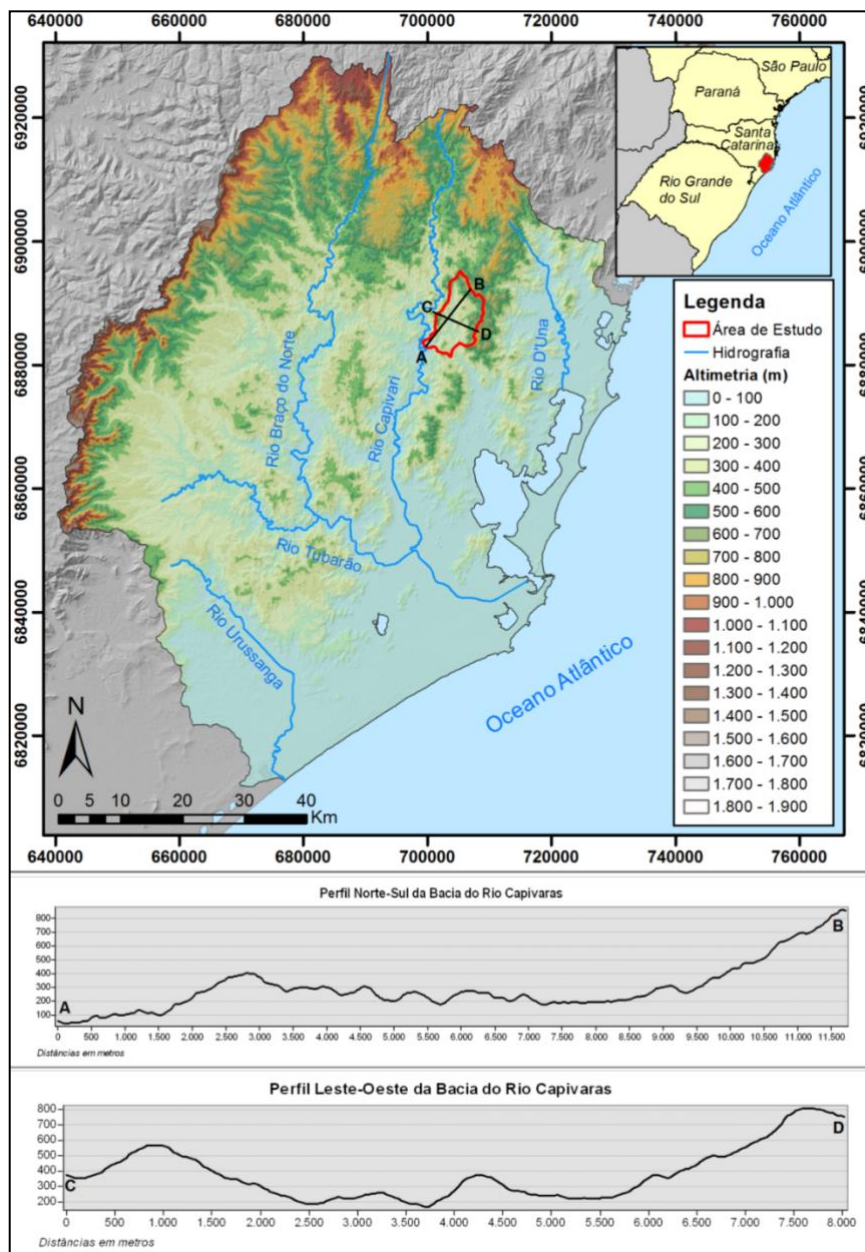 640000 660000 680000 700000 720000 740000 760000
6920000
6900000
6880000
6860000
6840000
6820000
6920000
6900000
6880000
6860000
6840000
6820000
São Paulo
Paraná
Santa
Catarina
Rio Grande
do Sul
Oceano Atlântico
B
C
D
A
Rio Braço do Norte
Rio Capivari
Rio D'Una
Rio Tubarão
Rio Urussanga
Oceano Atlântico
N
0 5 10 20 30 40
Km
Legenda
Área de Estudo
Hidrografia
Altimetria (m)
0 - 100
100 - 200
200 - 300
300 - 400
400 - 500
500 - 600
600 - 700
700 - 800
800 - 900
900 - 1.000
1.000 - 1.100
1.100 - 1.200
1.200 - 1.300
1.300 - 1.400
1.400 - 1.500
1.500 - 1.600
1.600 - 1.700
1.700 - 1.800
1.800 - 1.900
640000 660000 680000 700000 720000 740000 760000
Perfil Norte-Sul da Bacia do Rio Capivaras
800
700
600
500
400
300
200
100
A
B
0 500 1.000 1.500 2.000 2.500 3.000 3.500 4.000 4.500 5.000 5.500 6.000 6.500 7.000 7.500 8.000 8.500 9.000 9.500 10.000 10.500 11.000 11.500
Distâncias em metros
Perfil Leste-Oeste da Bacia do Rio Capivaras
800
700
600
500
400
300
200
C
D
0 500 1.000 1.500 2.000 2.500 3.000 3.500 4.000 4.500 5.000 5.500 6.000 6.500 7.000 7.500 8.000
Distâncias em metros